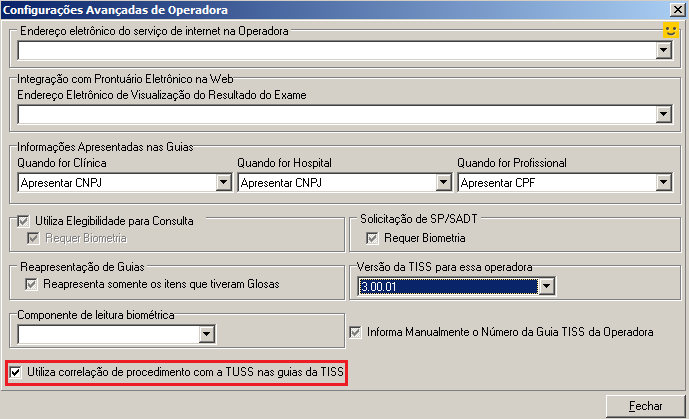 Configurações Avançadas de Operadora
Endereço eletrônico do serviço de internet na Operadora
Integração com Prontuário Eletrônico na Web
Endereço Eletrônico de Visualização do Resultado do Exame
Informações Apresentadas nas Guias
Quando for Clínica Quando for Hospital Quando for Profissional
Apresentar CNPJ Apresentar CNPJ Apresentar CPF
Utiliza Elegibilidade para Consulta Solicitação de SP/SADT
Requer Biometria Requer Biometria
Reapresentação de Guias Versão da TISS para essa operadora
Reapresenta somente os itens que tiveram Glosas 3.00.01
Componente de leitura biométrica
Informa Manualmente o Número da Guia TISS da Operadora
Utiliza correlação de procedimento com a TUSS nas guias da TISS
Fechar